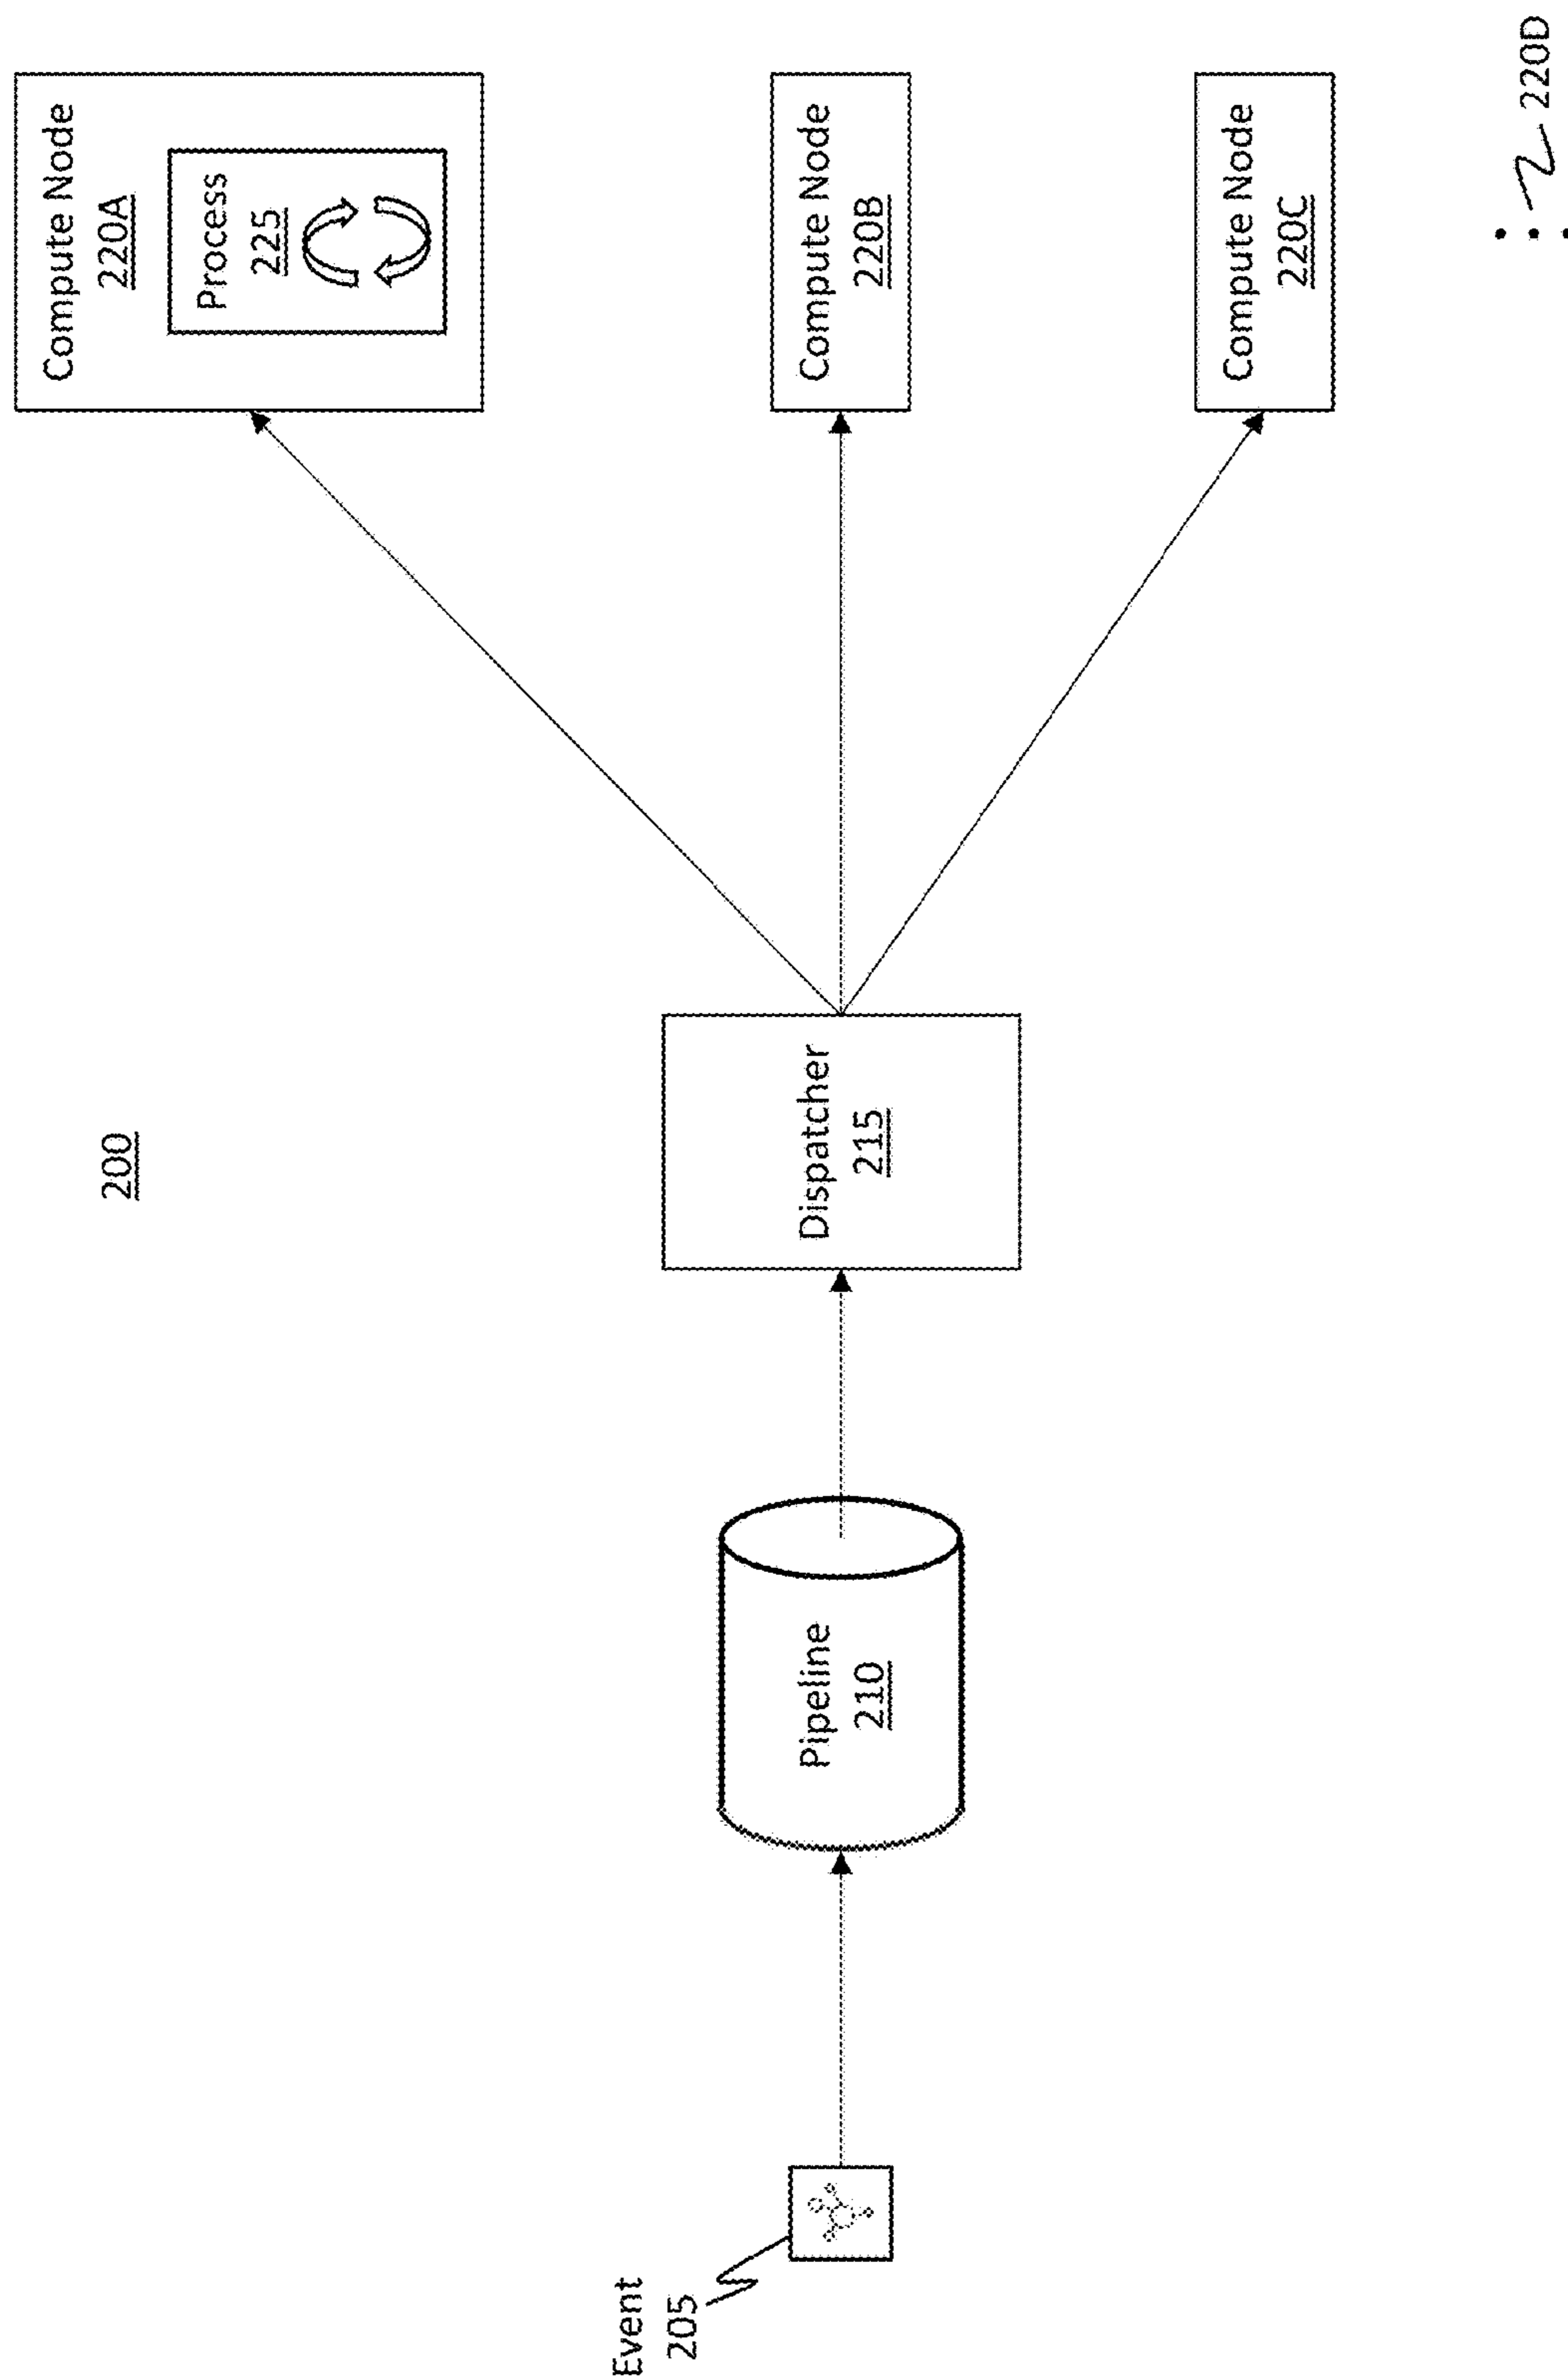 200
Event
205
Pipeline
210
Dispatcher
215
Compute Node
220A
Process
225
Compute Node
220B
Compute Node
220C
220D